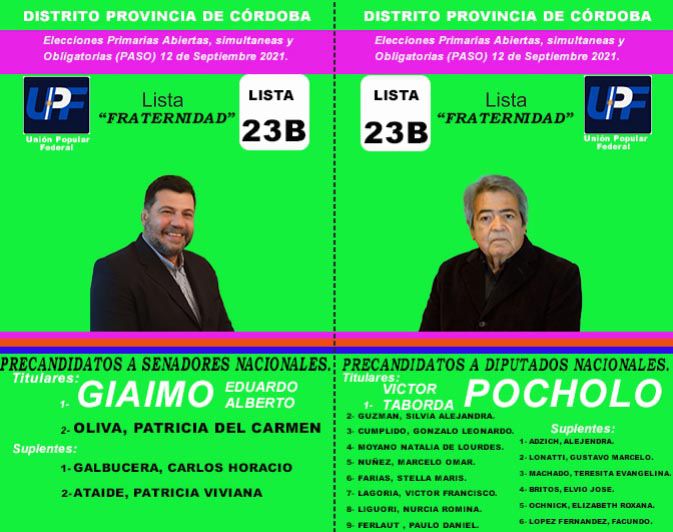 DISTRITO PROVINCIA DE CÓRDOBA
Elecciones Primarias Abiertas, simultaneas y
Obligatorias (PASO) 12 de Septiembre 2021.
UPF
Unión Popular
Federal
Lista
“FRATERNIDAD”
LISTA
23B
PRECANDIDATOS A SENADORES NACIONALES.
Titulares:
1- GIAIMO EDUARDO
ALBERTO
2- OLIVA, PATRICIA DEL CARMEN
Suplentes:
1- GALBUCERA, CARLOS HORACIO
2-ATAIDE, PATRICIA VIVIANA
DISTRITO PROVINCIA DE CÓRDOBA
Elecciones Primarias Abiertas, simultaneas y
Obligatorias (PASO) 12 de Septiembre 2021.
LISTA
23B
Lista
“FRATERNIDAD”
UPF
Unión Popular
Federal
PRECANDIDATOS A DIPUTADOS NACIONALES.
Titulares:
1- VICTOR
TABORDA POCHOLO
2- GUZMAN, SILVIA ALEJANDRA.
3- CUMPLIDO, GONZALO LEONARDO.
4- MOYANO NATALIA DE LOURDES.
5- NUÑEZ, MARCELO OMAR.
6- FARIAS, STELLA MARIS.
7- LAGORIA, VICTOR FRANCISCO.
8- LIGUORI, NURCIA ROMINA.
9- FERLAUT , PAULO DANIEL.
Suplentes:
1- ADZICH, ALEJENDRA.
2- LONATTI, GUSTAVO MARCELO.
3- MACHADO, TERESITA EVANGELINA.
4- BRITOS, ELVIO JOSE.
5- OCHNICK, ELIZABETH ROXANA.
6- LOPEZ FERNANDEZ, FACUNDO.